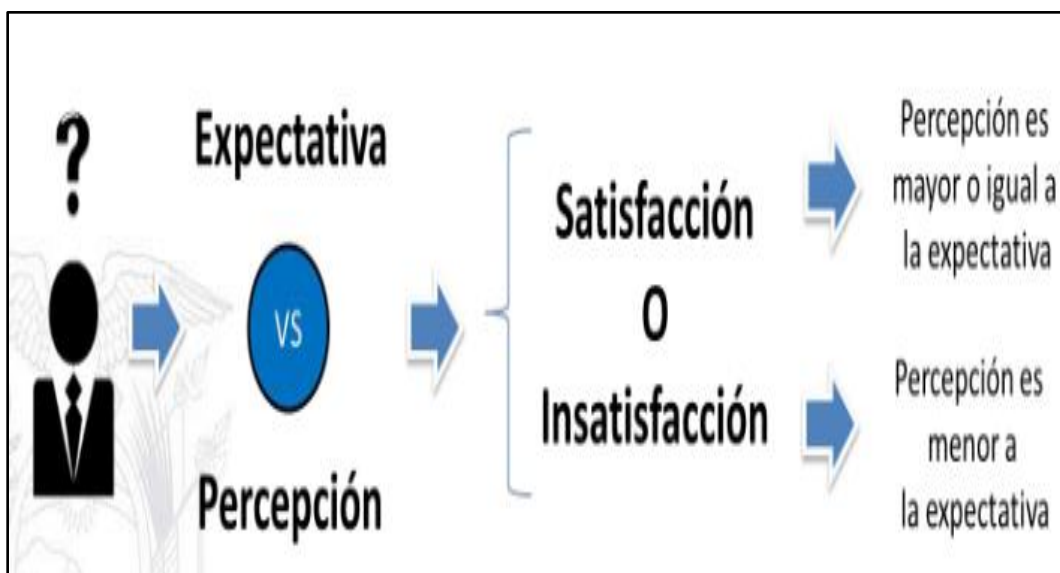 ?
Expectativa
VS
Percepción
Satisfacción
O
Insatisfacción
Percepción es
mayor o igual a
la expectativa
Percepción es
menor a
la expectativa